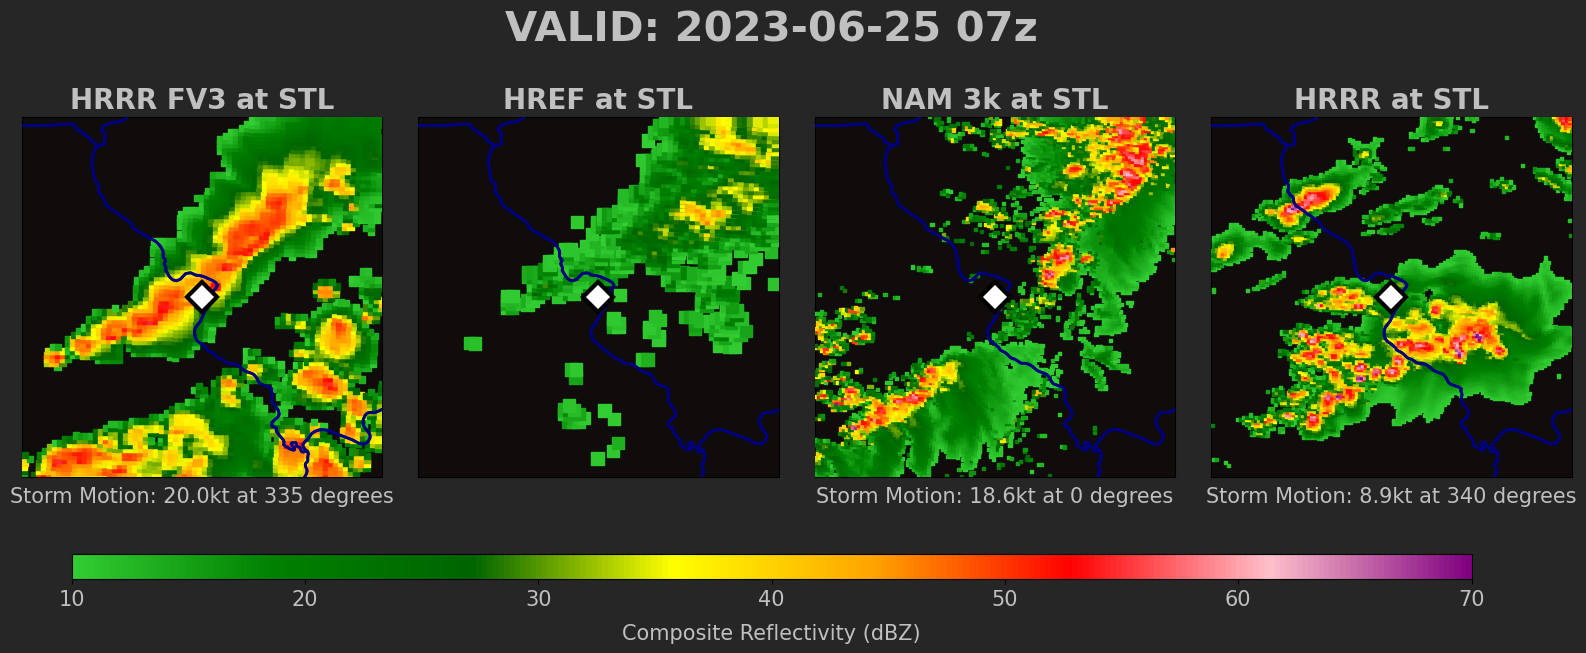 VALID: 2023-06-25 07z
HRRR FV3 at STL
HREF at STL
NAM 3k at STL
HRRR at STL
Storm Motion: 20.0kt at 335 degrees
Storm Motion: 18.6kt at 0 degrees
Storm Motion: 8.9kt at 340 degrees
10 20 30 40 50 60 70
Composite Reflectivity (dBZ)